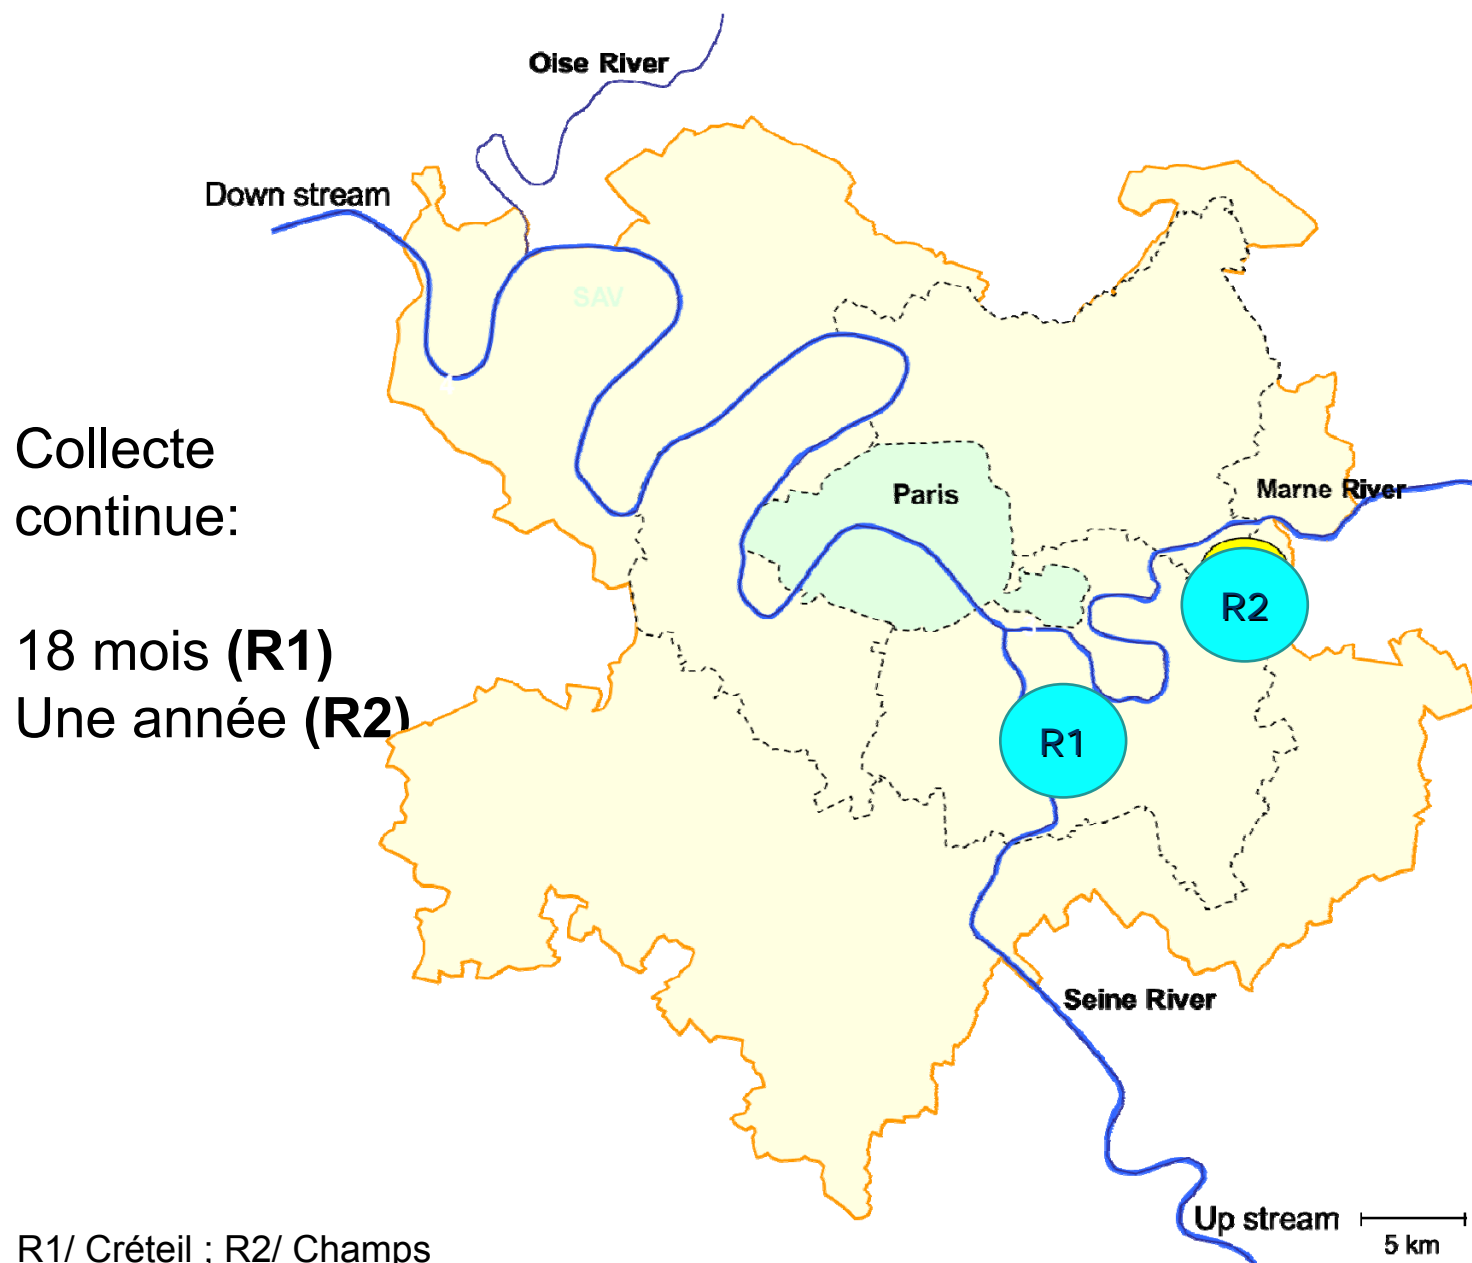 Oise River
Down stream
SAV
Collecte
continue:
Paris
Marne River
R2
18 mois (R1)
Une année (R2)
R1
Seine River
Up stream
5 km
R1/ Créteil ; R2/ Champs